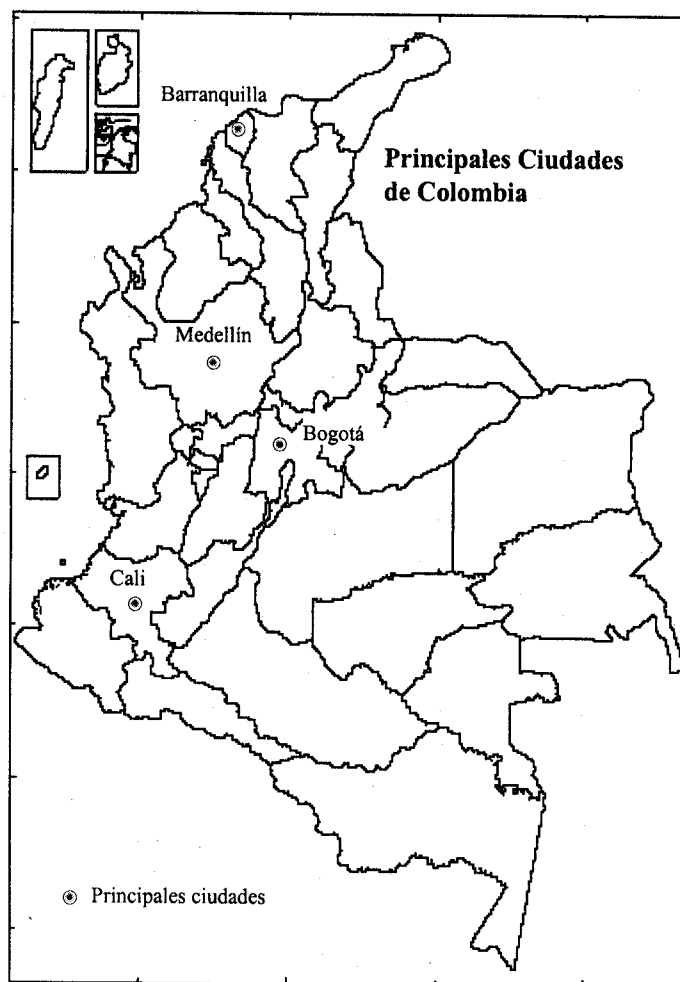 Barranquilla
Principales Ciudades
de Colombia
Medellín
Bogotá
Cali
Principales ciudades